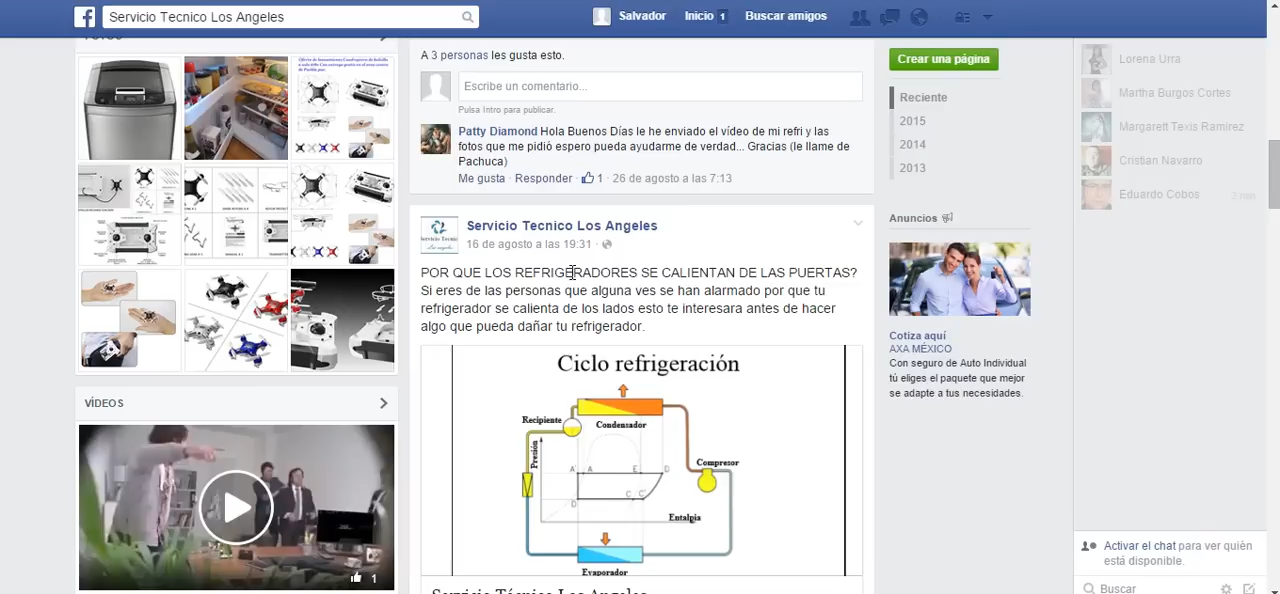 Servicio Tecnico Los Angeles
Salvador
Inicio 1
Buscar amigos
A 3 personas les gusta esto.
Escribe un comentario...
Pulsa Intro para publicar.
Patty Diamond Hola Buenos Días le he enviado el vídeo de mi refri y las
fotos que me pidió espero pueda ayudarme de verdad... Gracias (le llame de
Pachuca)
Me gusta · Responder · 1 · 26 de agosto a las 7:13
Servicio Tecnico Los Angeles
16 de agosto a las 19:31 ·
POR QUE LOS REFRIGERADORES SE CALIENTAN DE LAS PUERTAS?
Si eres de las personas que alguna ves se han alarmado por que tu
refrigerador se calienta de los lados esto te interesara antes de hacer
algo que pueda dañar tu refrigerador.
Ciclo refrigeración
Recipiente
Condensador
Presión
A' A E D
Compresor
D C C'
Entalpia
Evaporador
Servicio Técnico Los Angeles
VÍDEOS
1
Crear una página
Reciente
2015
2014
2013
Anuncios
Cotiza aquí
AXA MÉXICO
Con seguro de Auto Individual
tú eliges el paquete que mejor
se adapte a tus necesidades.
Lorena Urra
Martha Burgos Cortes
Margarett Texis Ramirez
Cristian Navarro
Eduardo Cobos
Activar el chat para ver quién
está disponible.
Buscar